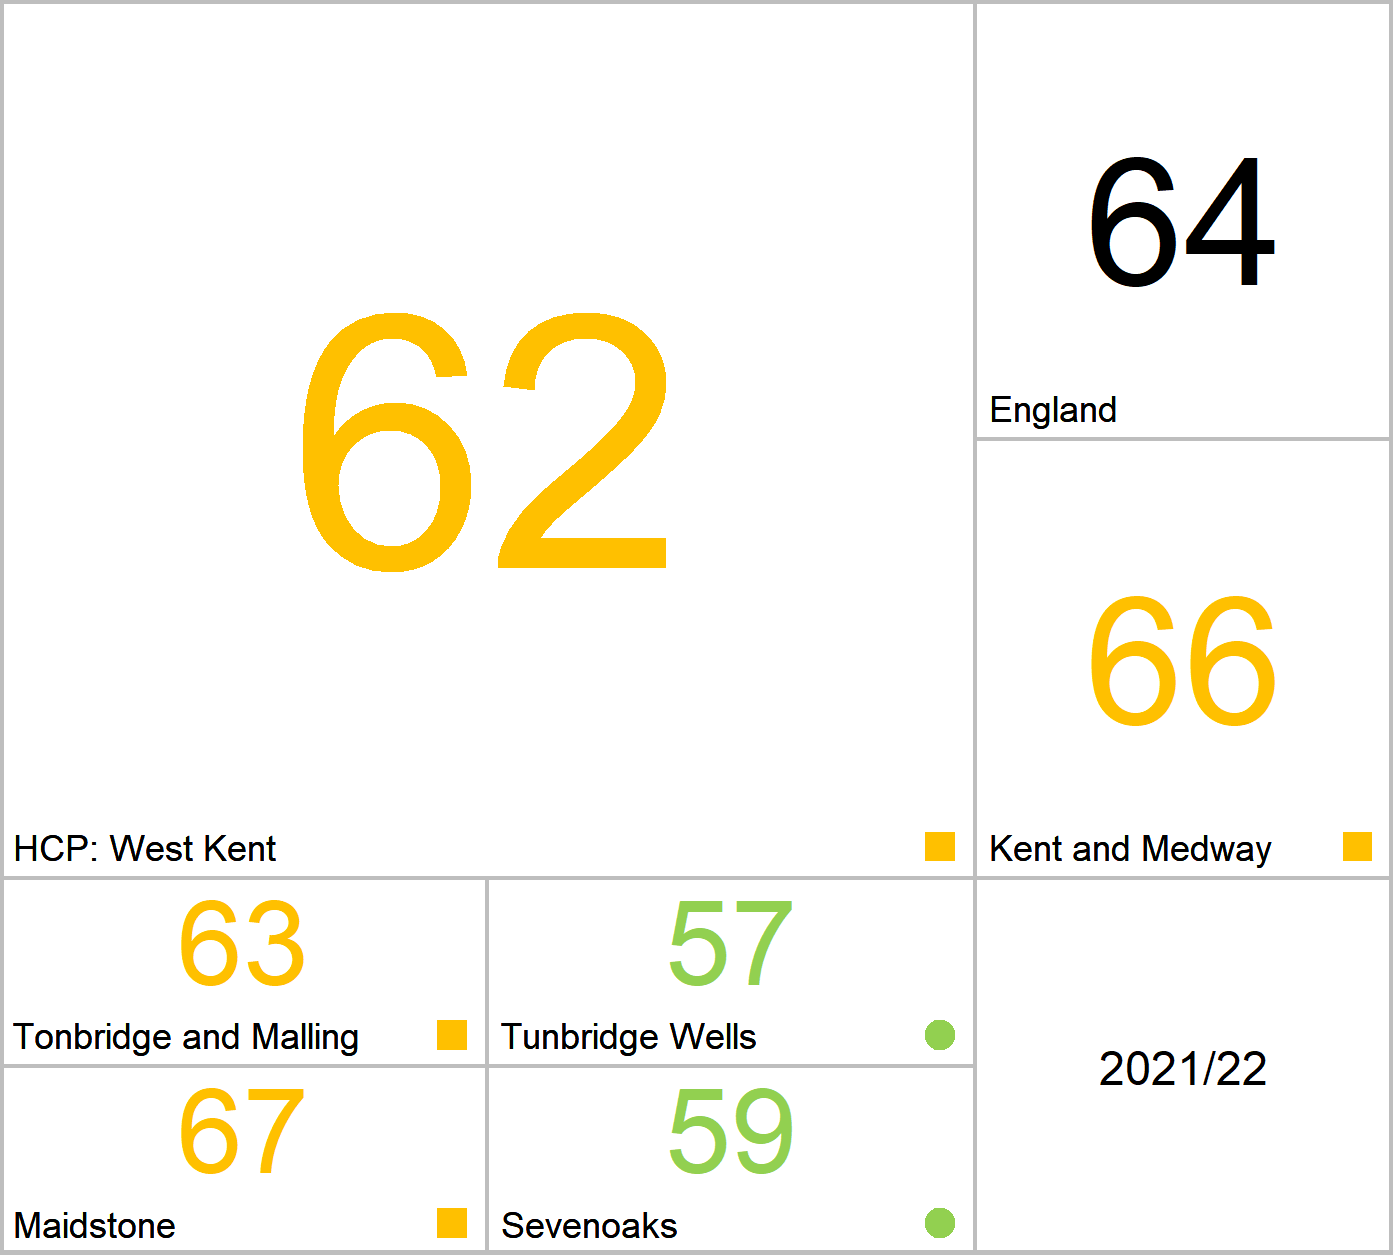 62
HCP: West Kent
64
England
66
Kent and Medway
63
Tonbridge and Malling
57
Tunbridge Wells
67
Maidstone
59
Sevenoaks
2021/22